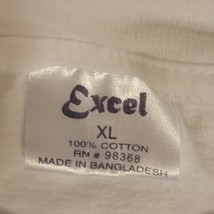 Excel
XL
100% COTTON
RN # 98368
MADE IN BANGLADESH